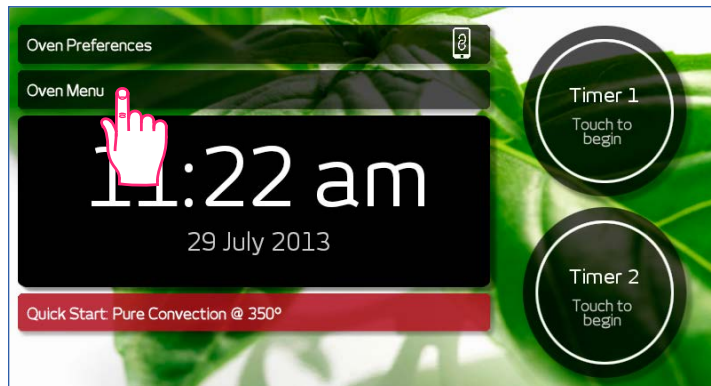 Oven Preferences
Oven Menu
11:22 am
29 July 2013
Quick Start: Pure Convection @ 350º
Timer 1
Touch to
begin
Timer 2
Touch to
begin